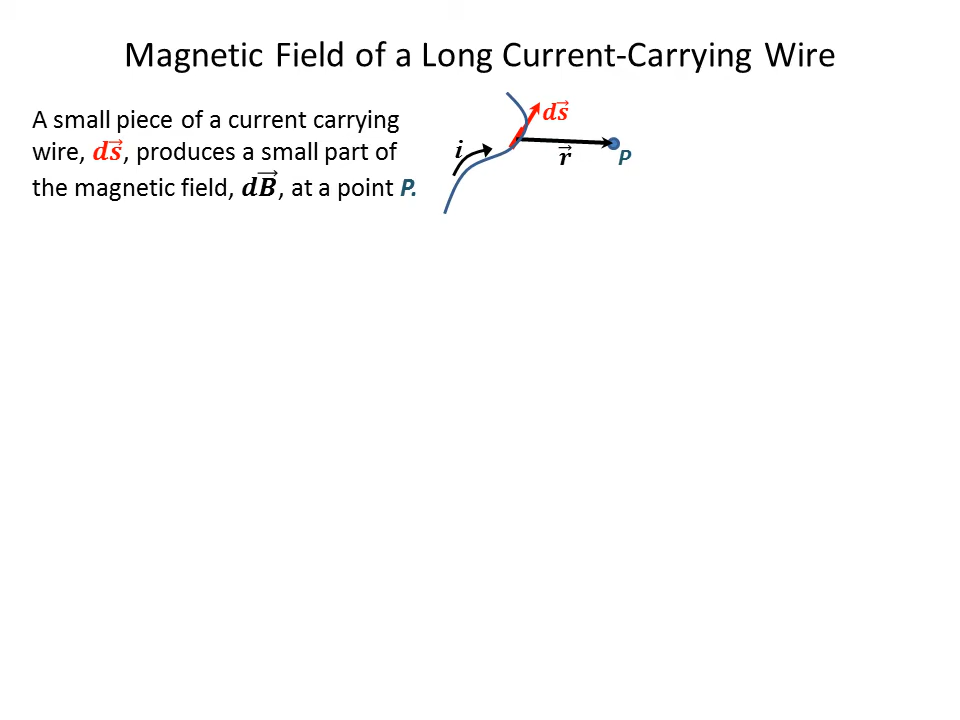 Magnetic Field of a Long Current-Carrying Wire
A small piece of a current carrying
wire, d𝑠⃗, produces a small part of
the magnetic field, d𝐵⃗, at a point P.
d𝑠⃗
i
r⃗
P